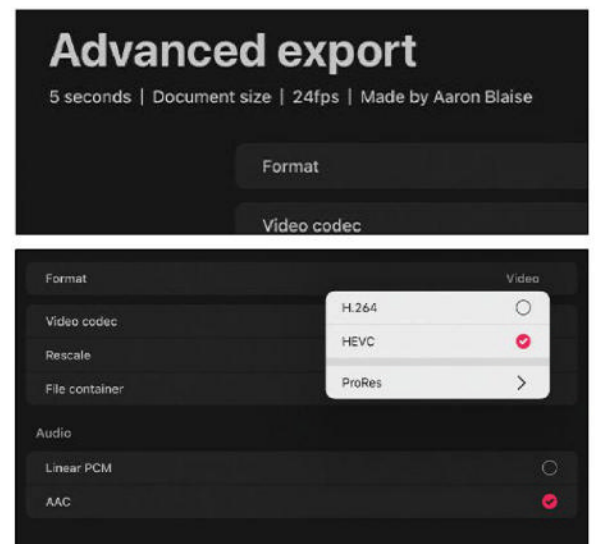 Advanced export
5 seconds | Document size | 24fps | Made by Aaron Blaise
Format
Video codec
Format Video
Video codec
H.264
HEVC
ProRes
Rescale
File container
Audio
Linear PCM
AAC